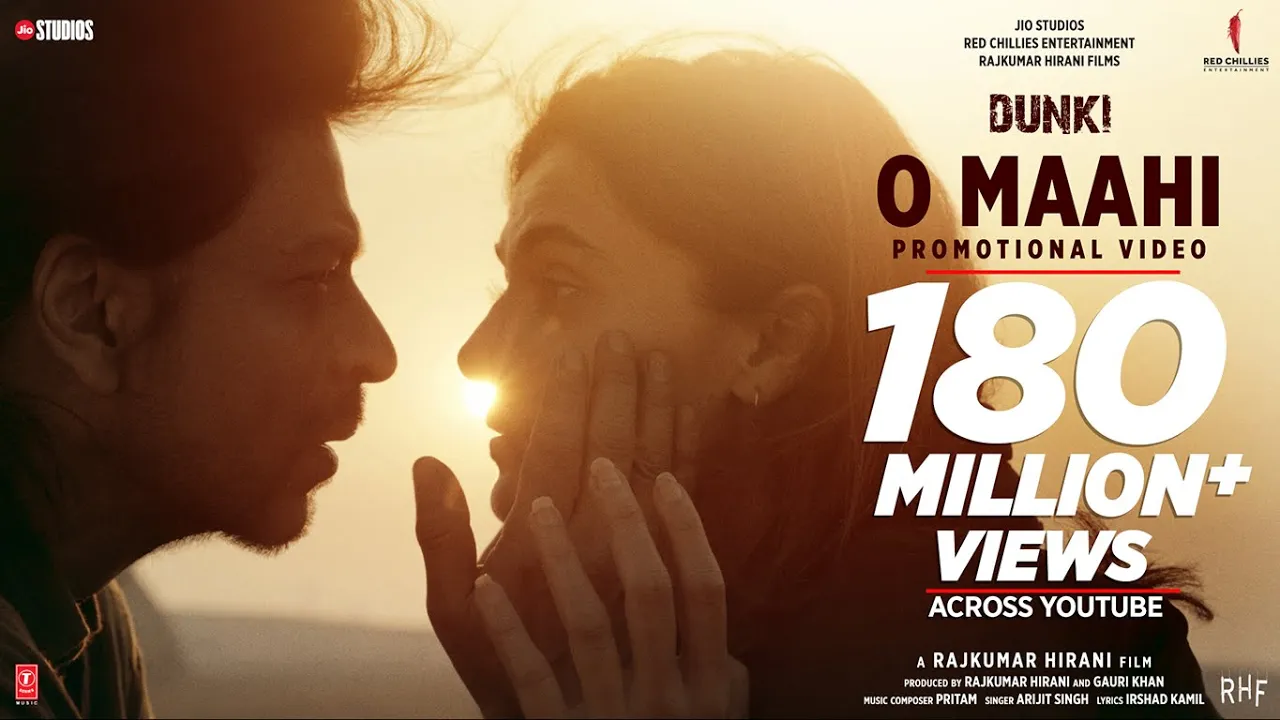 Jio STUDIOS
JIO STUDIOS
RED CHILLIES ENTERTAINMENT
RAJKUMAR HIRANI FILMS
RED CHILLIES
ENTERTAINMENT
DUNKI
O MAAHI
PROMOTIONAL VIDEO
180
MILLION+
VIEWS
ACROSS YOUTUBE
A RAJKUMAR HIRANI FILM
PRODUCED BY RAJKUMAR HIRANI AND GAURI KHAN
MUSIC COMPOSER PRITAM SINGER ARIJIT SINGH LYRICS IRSHAD KAMIL
T
SERIES
MUSIC
RHF